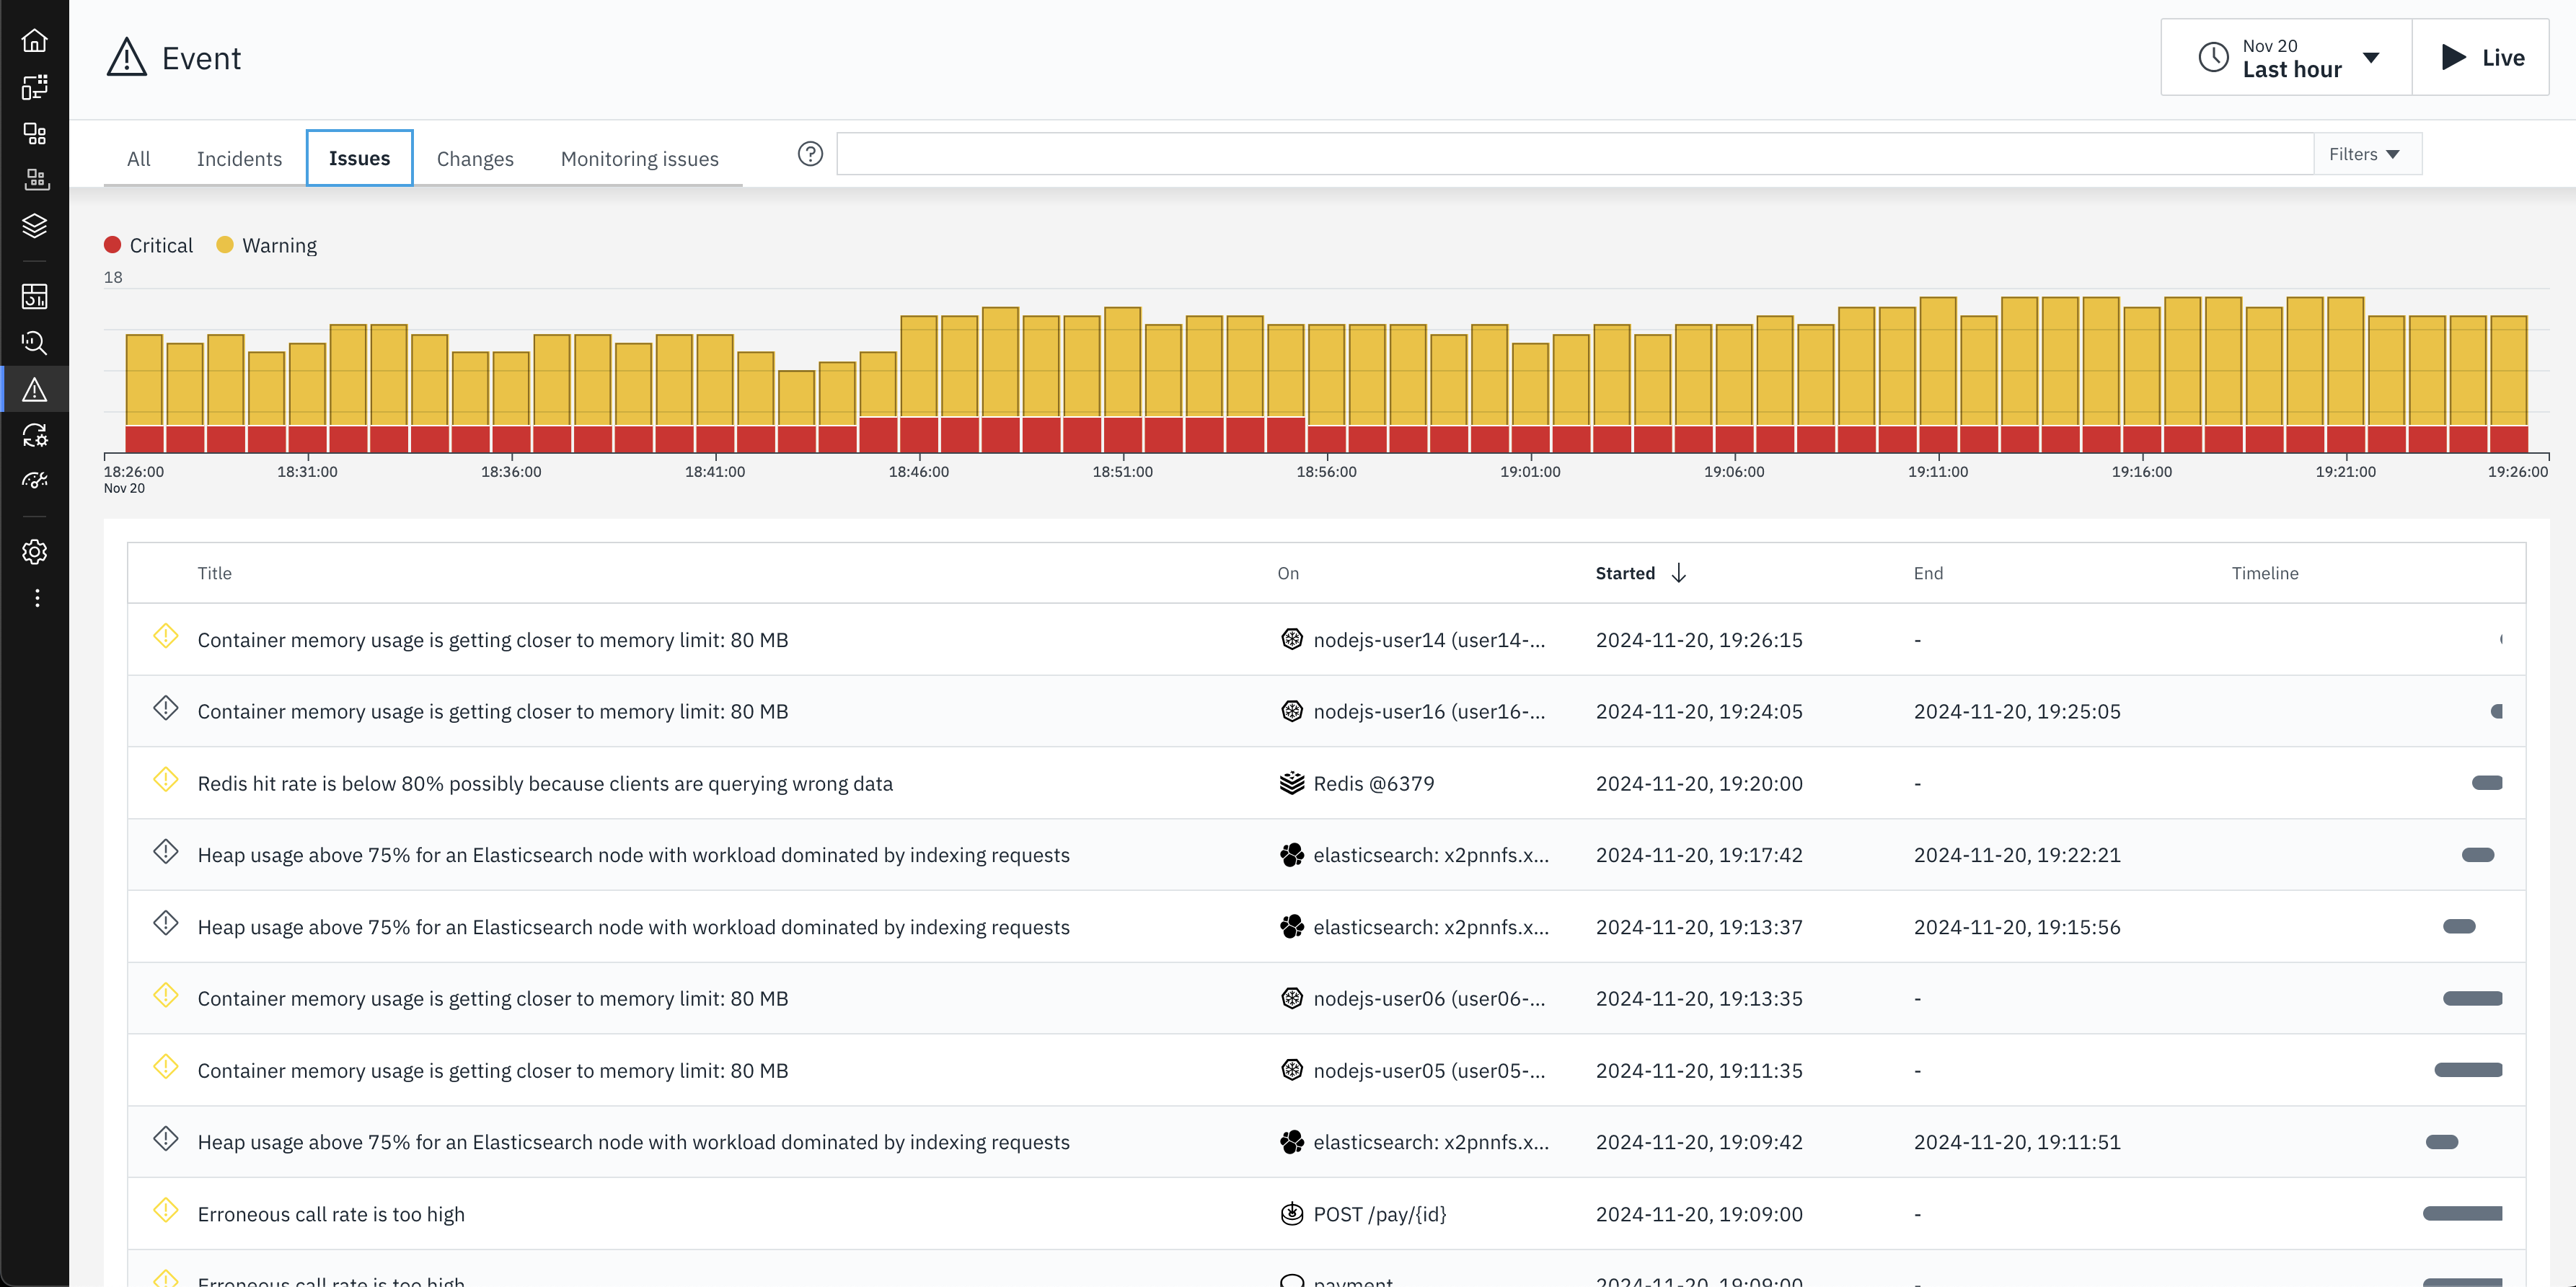 Event
Nov 20
Last hour
Live
All Incidents Issues Changes Monitoring issues
Filters
Critical Warning
18
18:26:00 18:31:00 18:36:00 18:41:00 18:46:00 18:51:00 18:56:00 19:01:00 19:06:00 19:11:00 19:16:00 19:21:00 19:26:00
Nov 20
Title On Started End Timeline
Container memory usage is getting closer to memory limit: 80 MB nodejs-user14 (user14-... 2024-11-20, 19:26:15 -
Container memory usage is getting closer to memory limit: 80 MB nodejs-user16 (user16-... 2024-11-20, 19:24:05 2024-11-20, 19:25:05
Redis hit rate is below 80% possibly because clients are querying wrong data Redis @6379 2024-11-20, 19:20:00 -
Heap usage above 75% for an Elasticsearch node with workload dominated by indexing requests elasticsearch: x2pnnfs.x... 2024-11-20, 19:17:42 2024-11-20, 19:22:21
Heap usage above 75% for an Elasticsearch node with workload dominated by indexing requests elasticsearch: x2pnnfs.x... 2024-11-20, 19:13:37 2024-11-20, 19:15:56
Container memory usage is getting closer to memory limit: 80 MB nodejs-user06 (user06-... 2024-11-20, 19:13:35 -
Container memory usage is getting closer to memory limit: 80 MB nodejs-user05 (user05-... 2024-11-20, 19:11:35 -
Heap usage above 75% for an Elasticsearch node with workload dominated by indexing requests elasticsearch: x2pnnfs.x... 2024-11-20, 19:09:42 2024-11-20, 19:11:51
Erroneous call rate is too high POST /pay/{id} 2024-11-20, 19:09:00 -
Erroneous call rate is too high payment 2024-11-20, 19:09:00 -